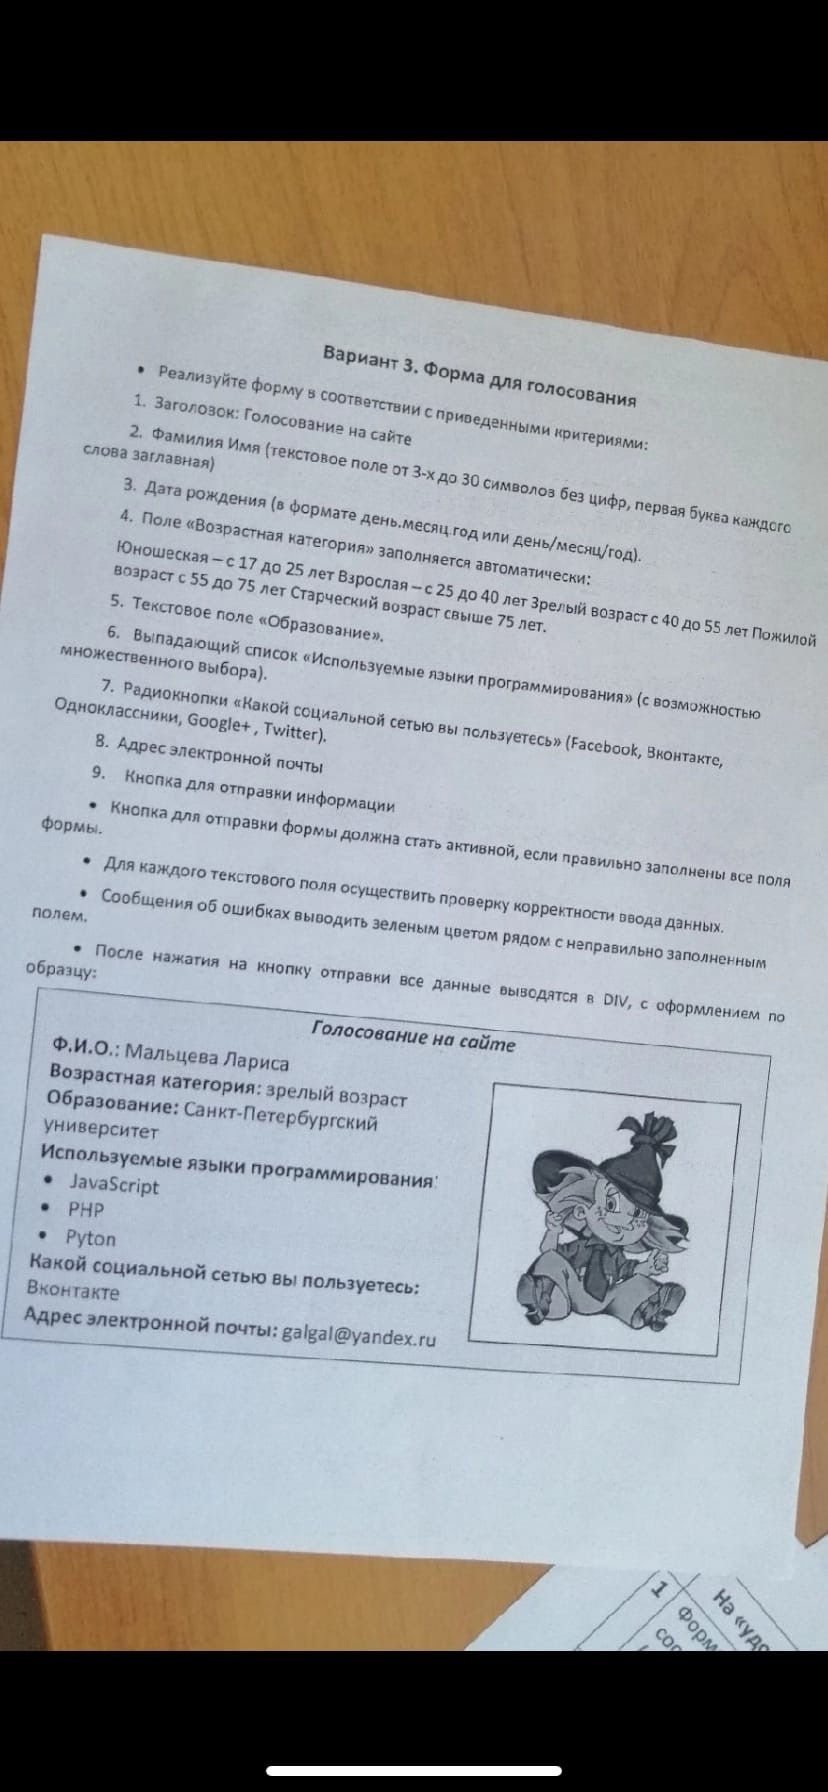 Вариант 3. Форма для голосования
• Реализуйте форму в соответствии с приведенными критериями:
1. Заголовок: Голосование на сайте
2. Фамилия Имя (текстовое поле от 3-х до 30 символов без цифр, первая буква каждого
слова заглавная)
3. Дата рождения (в формате день.месяц.год или день/месяц/год).
4. Поле «Возрастная категория» заполняется автоматически:
Юношеская – с 17 до 25 лет Взрослая – с 25 до 40 лет Зрелый возраст с 40 до 55 лет Пожилой
возраст с 55 до 75 лет Старческий возраст свыше 75 лет.
5. Текстовое поле «Образование».
6. Выпадающий список «Используемые языки программирования» (с возможностью
множественного выбора).
7. Радиокнопки «Какой социальной сетью вы пользуетесь» (Facebook, Вконтакте,
Одноклассники, Google+ , Twitter).
8. Адрес электронной почты
9. Кнопка для отправки информации
• Кнопка для отправки формы должна стать активной, если правильно заполнены все поля
формы.
• Для каждого текстового поля осуществить проверку корректности ввода данных.
• Сообщения об ошибках выводить зеленым цветом рядом с неправильно заполненным
полем.
• После нажатия на кнопку отправки все данные выводятся в DIV, с оформлением по
образцу:
Голосование на сайте
Ф.И.О.: Мальцева Лариса
Возрастная категория: зрелый возраст
Образование: Санкт-Петербургский
университет
Используемые языки программирования:
• JavaScript
• PHP
• Pyton
Какой социальной сетью вы пользуетесь:
Вконтакте
Адрес электронной почты: galgal@yandex.ru
На «удо
1
форм
соо